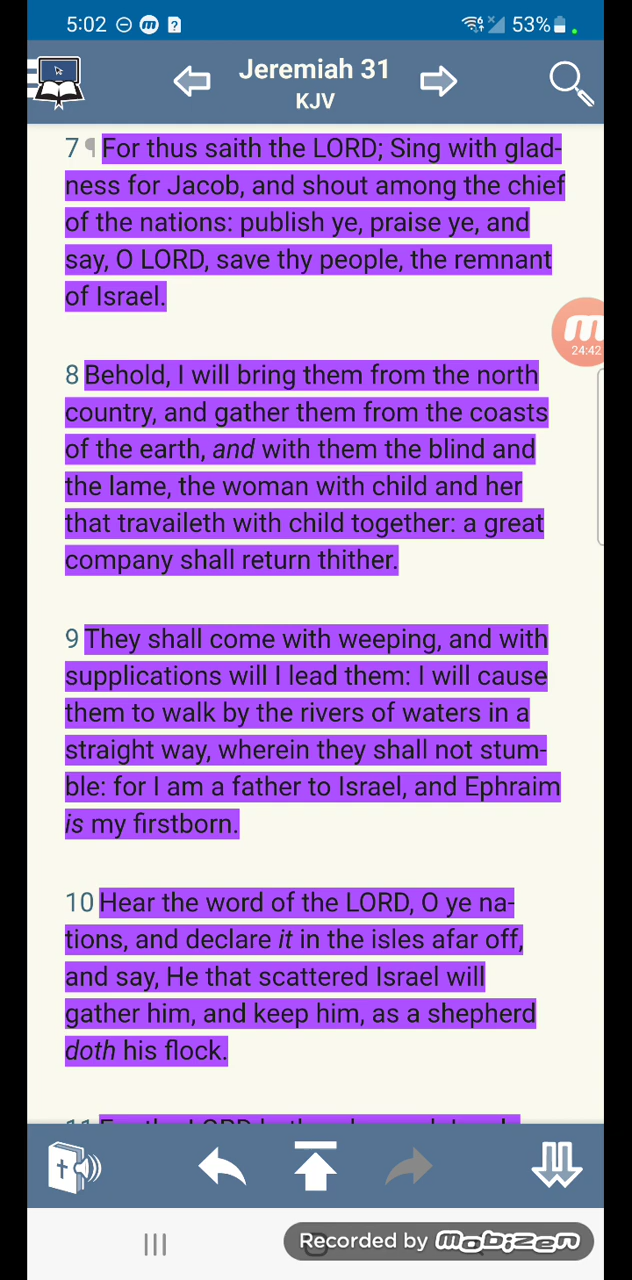 5:02 m ? 6 53%
Jeremiah 31
KJV
7 ¶ For thus saith the LORD; Sing with glad-
ness for Jacob, and shout among the chief
of the nations: publish ye, praise ye, and
say, O LORD, save thy people, the remnant
of Israel.
m
24:42
8 Behold, I will bring them from the north
country, and gather them from the coasts
of the earth, and with them the blind and
the lame, the woman with child and her
that travaileth with child together: a great
company shall return thither.
9 They shall come with weeping, and with
supplications will I lead them: I will cause
them to walk by the rivers of waters in a
straight way, wherein they shall not stum-
ble: for I am a father to Israel, and Ephraim
is my firstborn.
10 Hear the word of the LORD, O ye na-
tions, and declare it in the isles afar off,
and say, He that scattered Israel will
gather him, and keep him, as a shepherd
doth his flock.
Recorded by mobizen